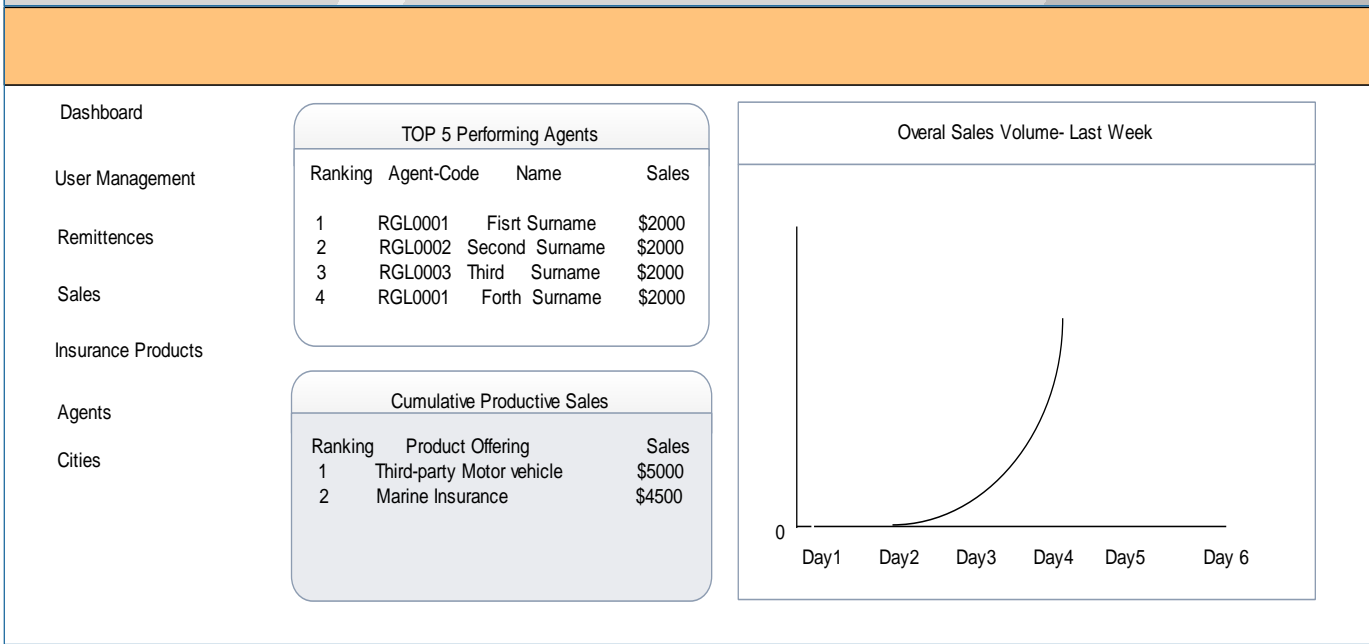 Dashboard
User Management
Remittences
Sales
Insurance Products
Agents
Cities
TOP 5 Performing Agents
Ranking Agent-Code Name Sales
1 RGL0001 Fisrt Surname $2000
2 RGL0002 Second Surname $2000
3 RGL0003 Third Surname $2000
4 RGL0001 Forth Surname $2000
Cumulative Productive Sales
Ranking Product Offering Sales
1 Third-party Motor vehicle $5000
2 Marine Insurance $4500
Overal Sales Volume- Last Week
0
Day1 Day2 Day3 Day4 Day5 Day 6